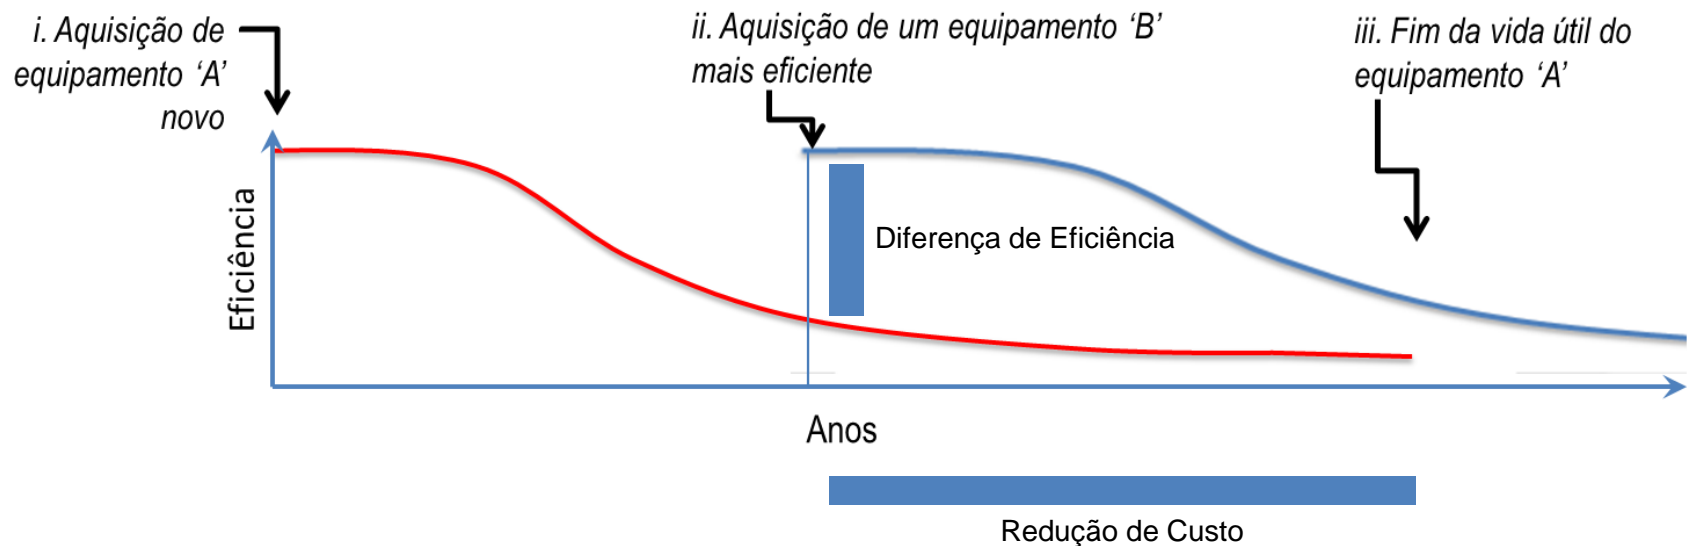 i. Aquisição de
equipamento ‘A’
novo
ii. Aquisição de um equipamento ‘B’
mais eficiente
iii. Fim da vida útil do
equipamento ‘A’
Eficiência
Diferença de Eficiência
Anos
Redução de Custo